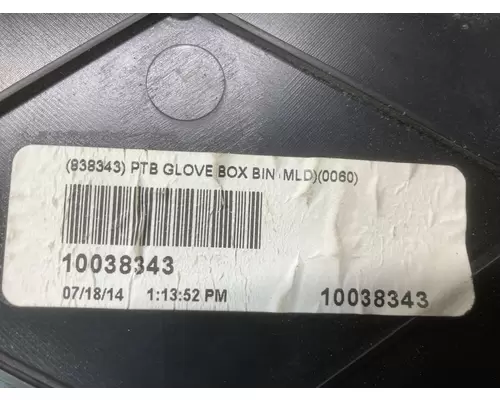 (838343) PTB GLOVE BOX BIN (MLD)(0060)
10038343
07/18/14 1:13:52 PM 10038343